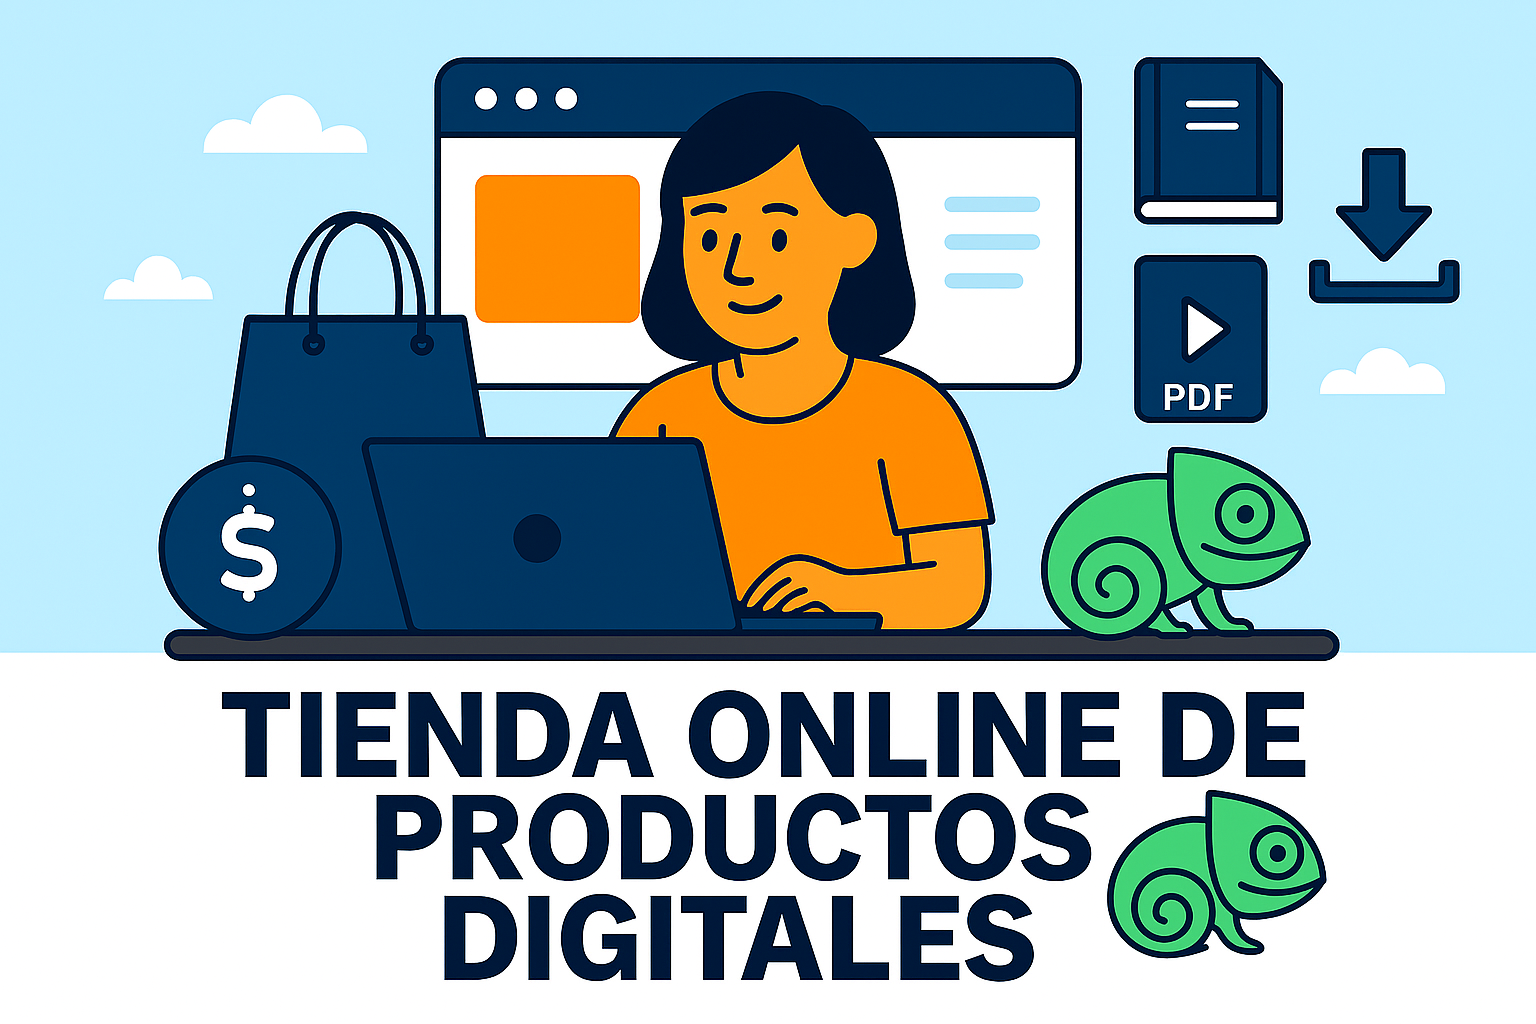 PDF
$
TIENDA ONLINE DE
PRODUCTOS
DIGITALES